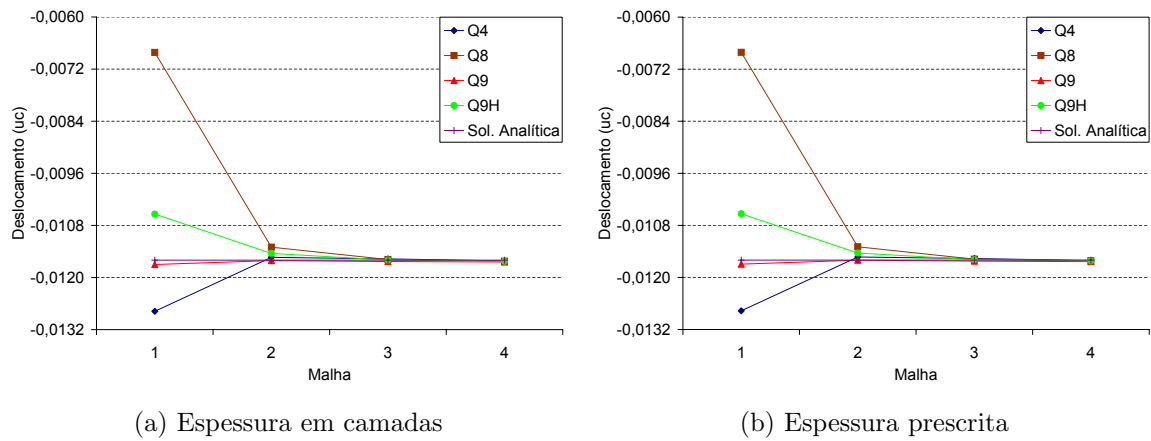 -0,0060
-0,0072
-0,0084
-0,0096
-0,0108
-0,0120
-0,0132
Deslocamento (uc)
1 2 3 4
Malha
Q4
Q8
Q9
Q9H
Sol. Analítica
(a) Espessura em camadas
-0,0060
-0,0072
-0,0084
-0,0096
-0,0108
-0,0120
-0,0132
Deslocamento (uc)
1 2 3 4
Malha
Q4
Q8
Q9
Q9H
Sol. Analítica
(b) Espessura prescrita